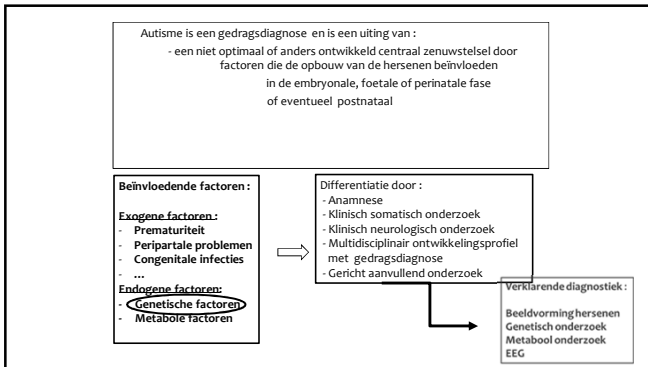 Autisme is een gedragsdiagnose en is een uiting van :
- een niet optimaal of anders ontwikkeld centraal zenuwstelsel door
factoren die de opbouw van de hersenen beïnvloeden
in de embryonale, foetale of perinatale fase
of eventueel postnataal
Beïnvloedende factoren :
Exogene factoren :
- Prematuriteit
- Peripartale problemen
- Congenitale infecties
- ...
Endogene factoren:
- Genetische factoren
- Metabole factoren
Differentiatie door :
- Anamnese
- Klinisch somatisch onderzoek
- Klinisch neurologisch onderzoek
- Multidisciplinair ontwikkelingsprofiel
met gedragsdiagnose
- Gericht aanvullend onderzoek
Verklarende diagnostiek :
Beeldvorming hersenen
Genetisch onderzoek
Metabool onderzoek
EEG